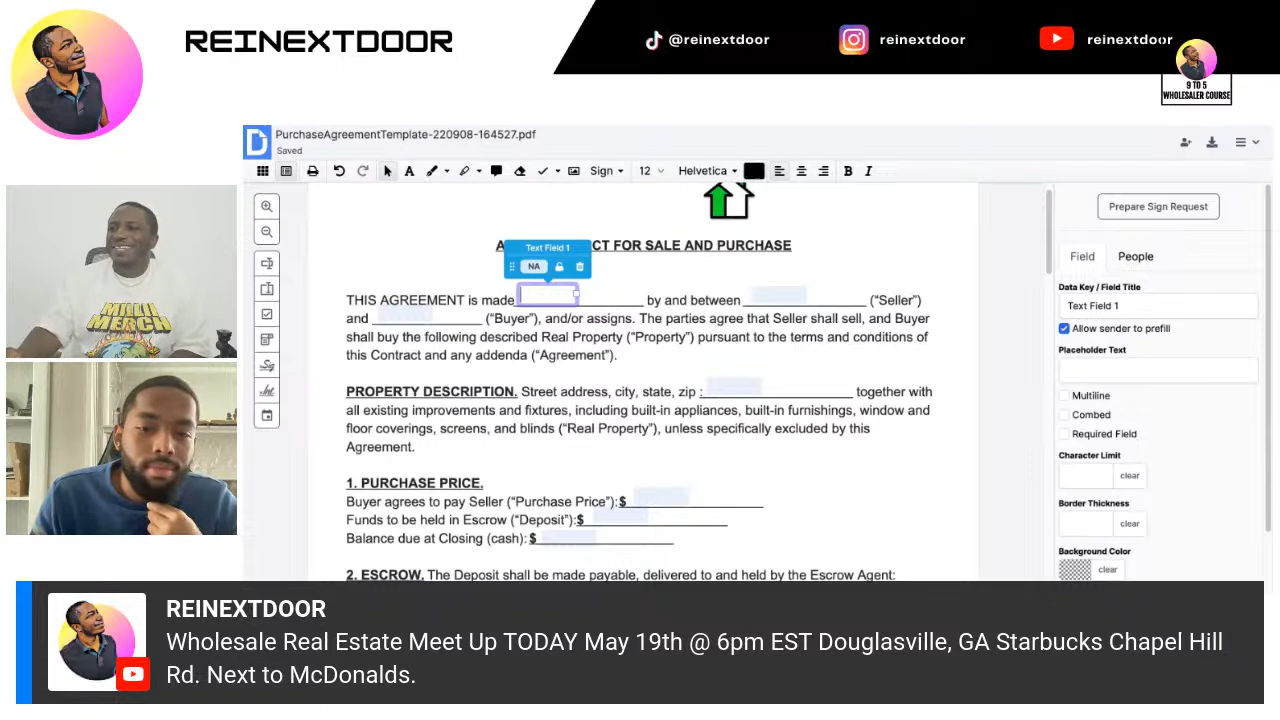 REINEXTDOOR
@reinextdoor
reinextdoor
reinextdoor
9 TO 5
WHOLESALER COURSE
PurchaseAgreementTemplate-220908-164527.pdf
Saved
Sign
12
Helvetica
B
I
Prepare Sign Request
CT FOR SALE AND PURCHASE
Text Field 1
NA
THIS AGREEMENT is made by and between (“Seller”)
and (“Buyer”), and/or assigns. The parties agree that Seller shall sell, and Buyer
shall buy the following described Real Property (“Property”) pursuant to the terms and conditions of
this Contract and any addenda (“Agreement”).
PROPERTY DESCRIPTION. Street address, city, state, zip : together with
all existing improvements and fixtures, including built-in appliances, built-in furnishings, window and
floor coverings, screens, and blinds (“Real Property”), unless specifically excluded by this
Agreement.
1. PURCHASE PRICE.
Buyer agrees to pay Seller (“Purchase Price”):$
Funds to be held in Escrow (“Deposit”):$
Balance due at Closing (cash): $
2. ESCROW. The Deposit shall be made payable, delivered to and held by the Escrow Agent:
Field People
Data Key / Field Title
Text Field 1
Allow sender to prefill
Placeholder Text
Multiline
Combed
Required Field
Character Limit
clear
Border Thickness
clear
Background Color
clear
MILLI
MERCH
REINEXTDOOR
Wholesale Real Estate Meet Up TODAY May 19th @ 6pm EST Douglasville, GA Starbucks Chapel Hill
Rd. Next to McDonalds.